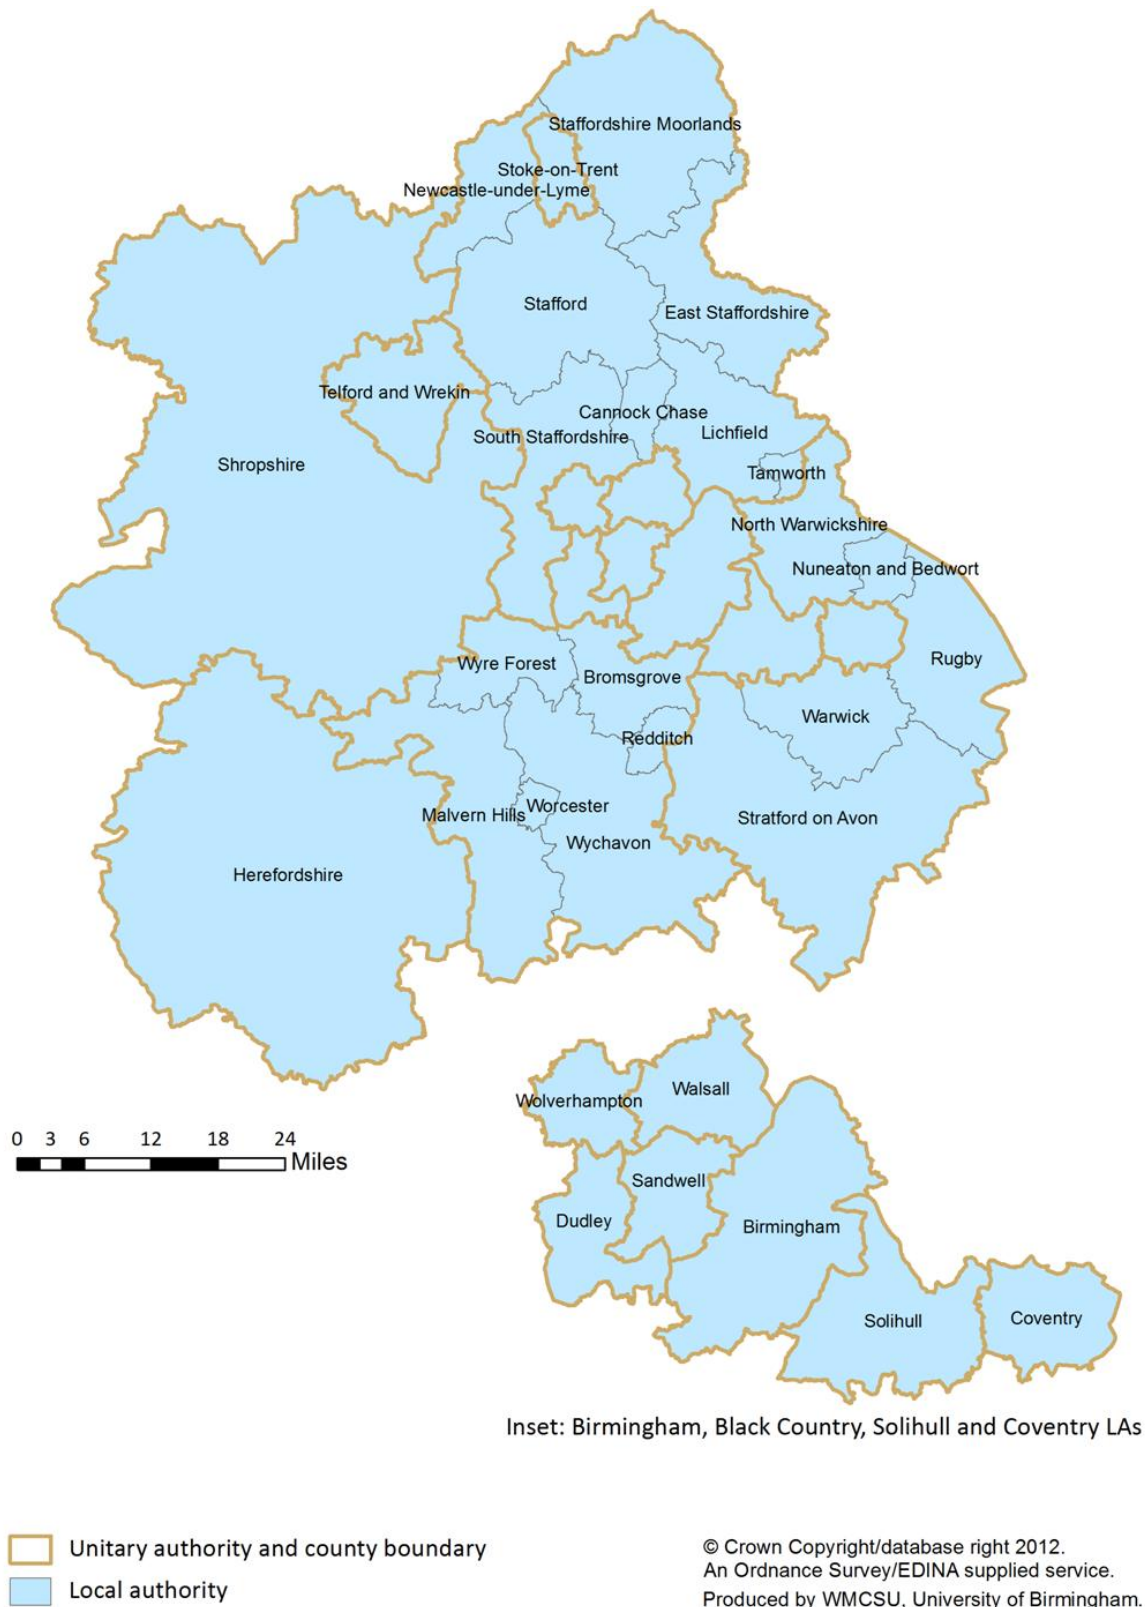 Staffordshire Moorlands
Stoke-on-Trent
Newcastle-under-Lyme
Stafford
East Staffordshire
Telford and Wrekin
Cannock Chase
Lichfield
South Staffordshire
Shropshire
Tamworth
North Warwickshire
Nuneaton and Bedwort
Wyre Forest
Bromsgrove
Rugby
Warwick
Redditch
Malvern Hills
Worcester
Stratford on Avon
Wychavon
Herefordshire
Walsall
Wolverhampton
0 3 6 12 18 24
Miles
Sandwell
Dudley
Birmingham
Solihull
Coventry
Inset: Birmingham, Black Country, Solihull and Coventry LAs
Unitary authority and county boundary
Local authority
© Crown Copyright/database right 2012.
An Ordnance Survey/EDINA supplied service.
Produced by WMCSU, University of Birmingham.